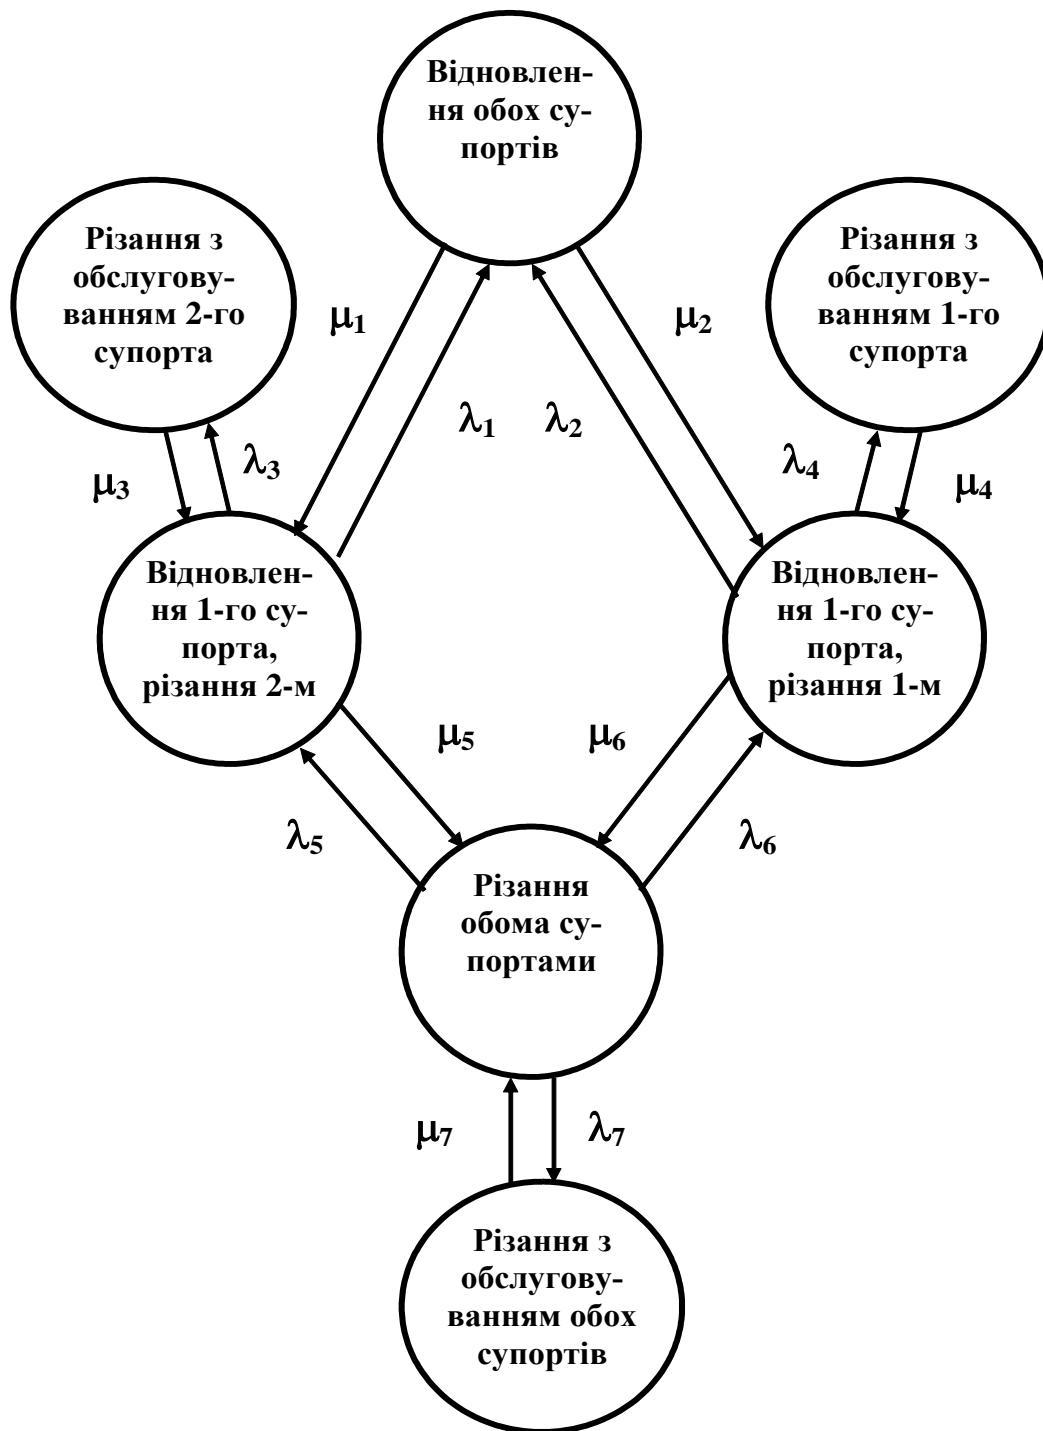 Відновлен-
ня обох су-
портів
Різання з
обслугову-
ванням 2-го
супорта
Різання з
обслугову-
ванням 1-го
супорта
μ1
μ2
λ1
λ2
μ3
λ3
λ4
μ4
Відновлен-
ня 1-го су-
порта,
різання 2-м
Відновлен-
ня 1-го су-
порта,
різання 1-м
μ5
μ6
λ5
λ6
Різання
обома су-
портами
μ7
λ7
Різання з
обслугову-
ванням обох
супортів